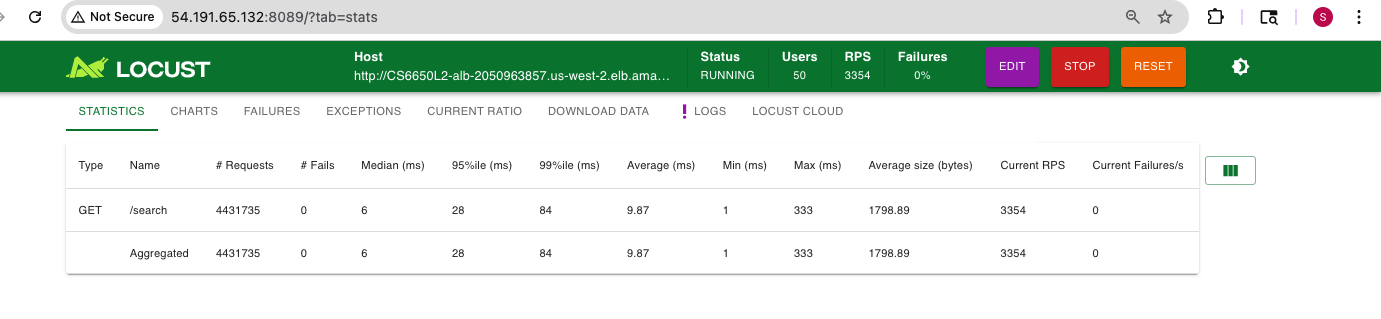 Not Secure 54.191.65.132:8089/?tab=stats S
LOCUST Host Status Users RPS Failures EDIT STOP RESET
http://CS6650L2-alb-2050963857.us-west-2.elb.ama... RUNNING 50 3354 0%
STATISTICS CHARTS FAILURES EXCEPTIONS CURRENT RATIO DOWNLOAD DATA ! LOGS LOCUST CLOUD
Type Name # Requests # Fails Median (ms) 95%ile (ms) 99%ile (ms) Average (ms) Min (ms) Max (ms) Average size (bytes) Current RPS Current Failures/s
GET /search 4431735 0 6 28 84 9.87 1 333 1798.89 3354 0
Aggregated 4431735 0 6 28 84 9.87 1 333 1798.89 3354 0